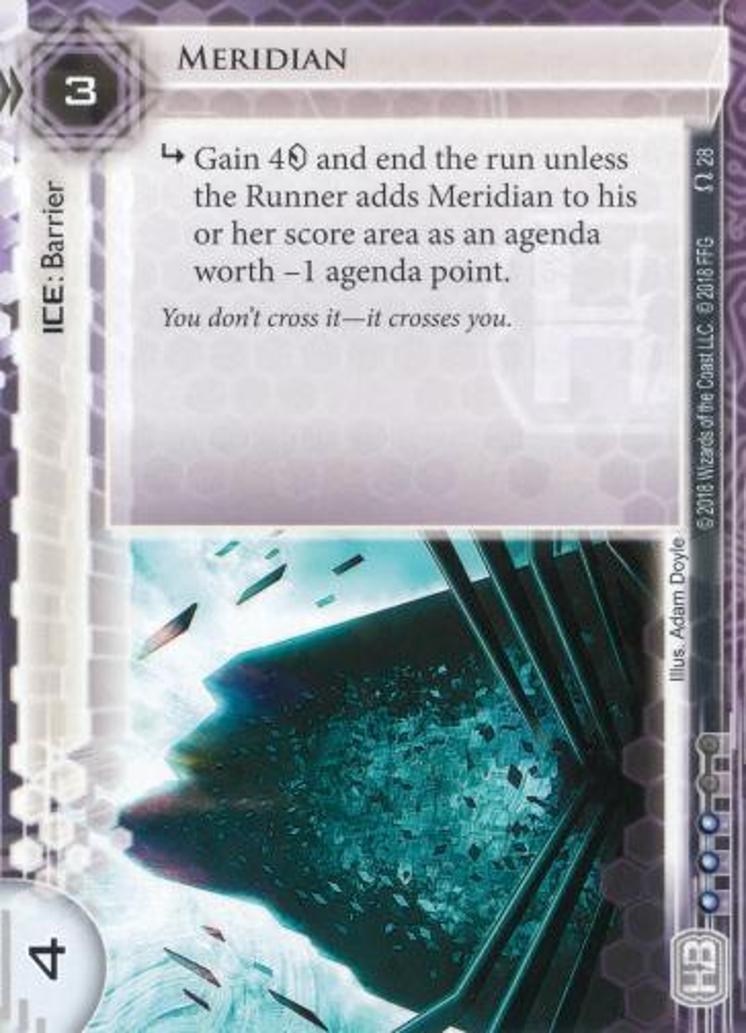 3
MERIDIAN
↳ Gain 4 and end the run unless
the Runner adds Meridian to his
or her score area as an agenda
worth –1 agenda point.
You don't cross it—it crosses you.
ICE: Barrier
Ω 28
©2018 Wizards of the Coast LLC. ©2018 FFG
Illus. Adam Doyle
4
HB